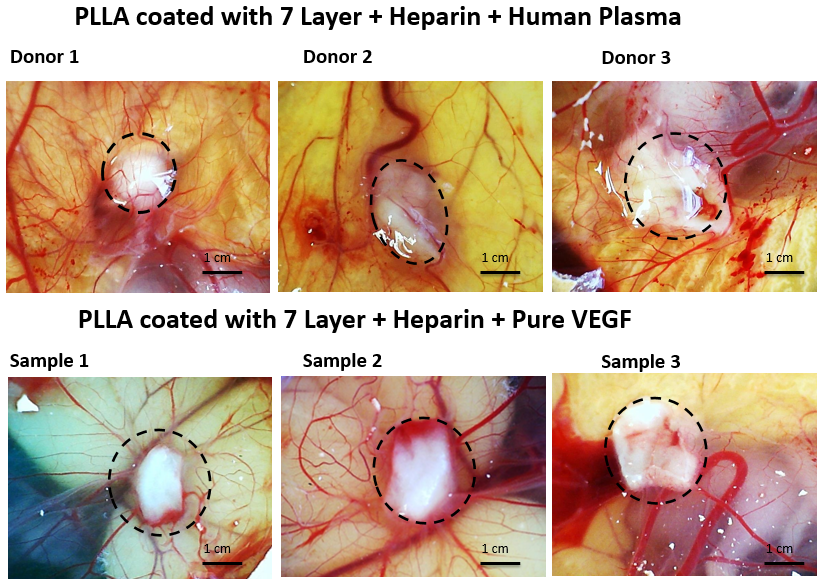 PLLA coated with 7 Layer + Heparin + Human Plasma
Donor 1
Donor 2
Donor 3
1 cm
1 cm
1 cm
PLLA coated with 7 Layer + Heparin + Pure VEGF
Sample 1
Sample 2
Sample 3
1 cm
1 cm
1 cm